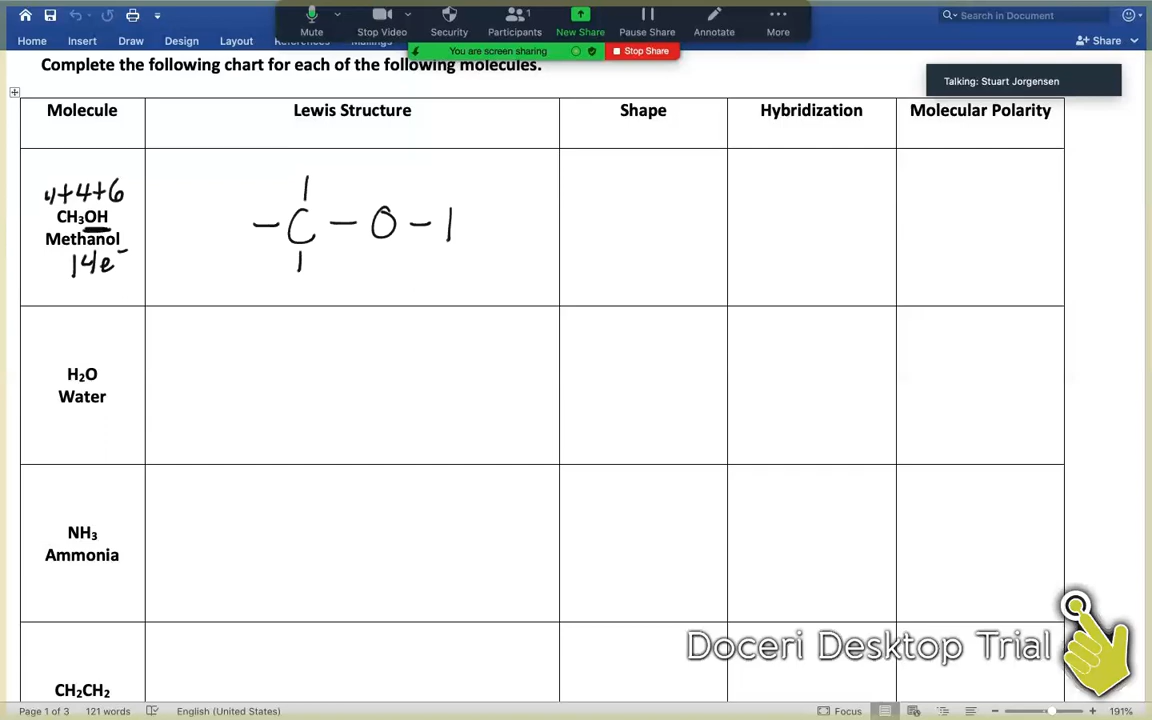 Search in Document
Mute
Stop Video
Security
Participants
1
New Share
Pause Share
Annotate
More
Home
Insert
Draw
Design
Layout
You are screen sharing
Stop Share
Share
Talking: Stuart Jorgensen
Complete the following chart for each of the following molecules.
Molecule
Lewis Structure
Shape
Hybridization
Molecular Polarity
4+4+6
CH₃OH
Methanol
14e⁻
C – O –
H₂O
Water
NH₃
Ammonia
CH₂CH₂
Doceri Desktop Trial
Page 1 of 3
121 words
English (United States)
Focus
191%